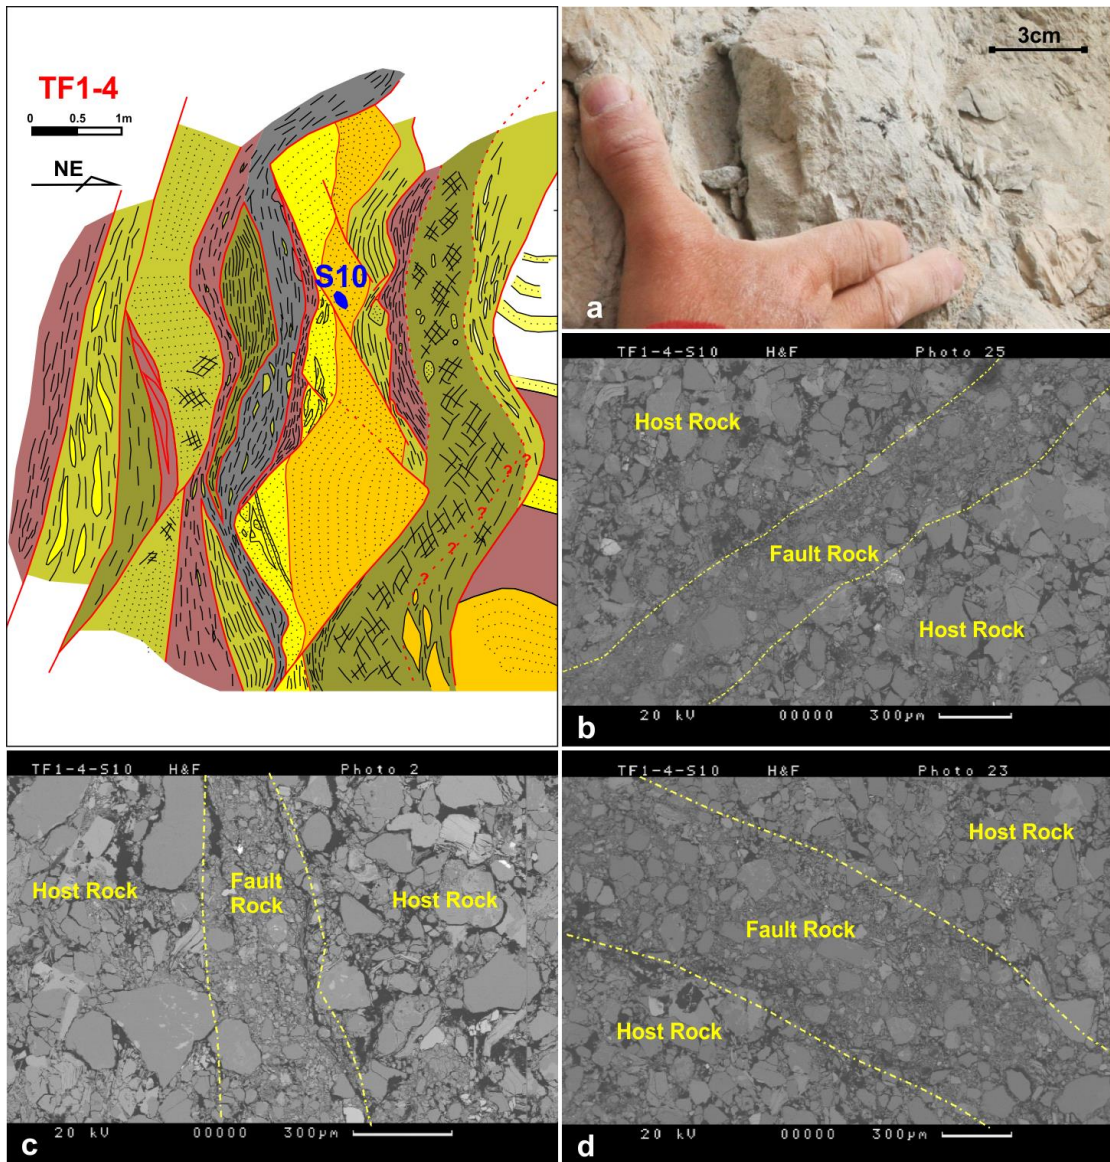 TF1-4
0 0.5 1m
NE
S10
? ?
?
?
?
?
3cm
a
TF1-4-S10 H&F Photo 25
Host Rock
Fault Rock
Host Rock
b
20 kV 00000 300µm
TF1-4-S10 H&F Photo 2
Host Rock
Fault
Rock
Host Rock
c
20 kV 00000 300µm
TF1-4-S10 H&F Photo 23
Host Rock
Fault Rock
Host Rock
d
20 kV 00000 300µm